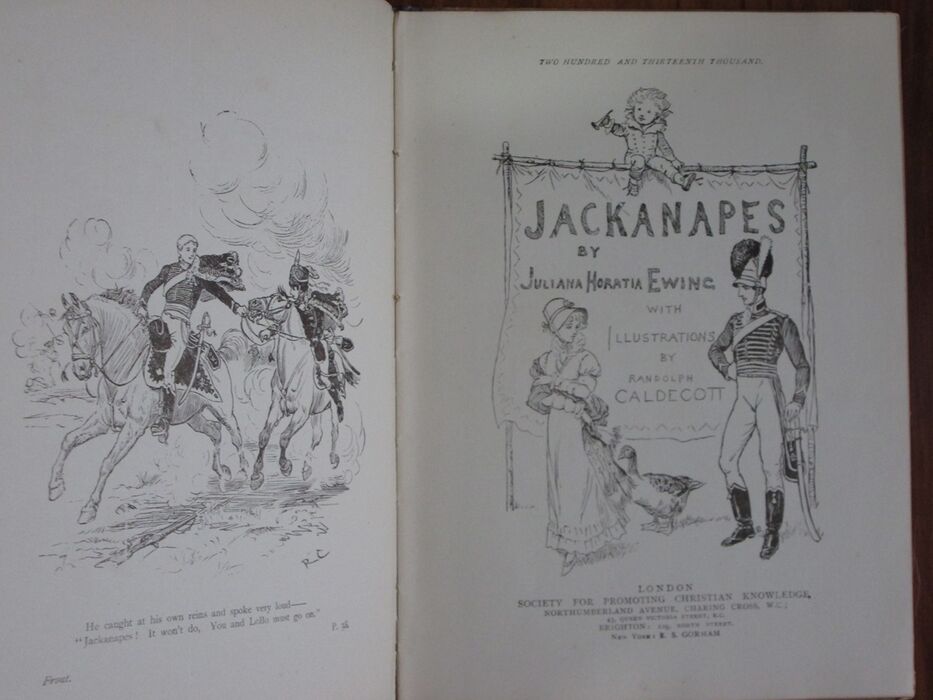 R C
He caught at his own reins and spoke very loud—
"Jackanapes! It won't do, You and LeBo must go on."
P. 36
Front.
TWO HUNDRED AND THIRTEENTH THOUSAND.
JACKANAPES
BY
JULIANA HORATIA EWING
WITH
ILLUSTRATIONS
BY
RANDOLPH
CALDECOTT
LONDON
SOCIETY FOR PROMOTING CHRISTIAN KNOWLEDGE,
NORTHUMBERLAND AVENUE, CHARING CROSS, W.C.;
43, QUEEN VICTORIA STREET, E.C.
BRIGHTON: 129, NORTH STREET.
NEW YORK: E. S. GORHAM.